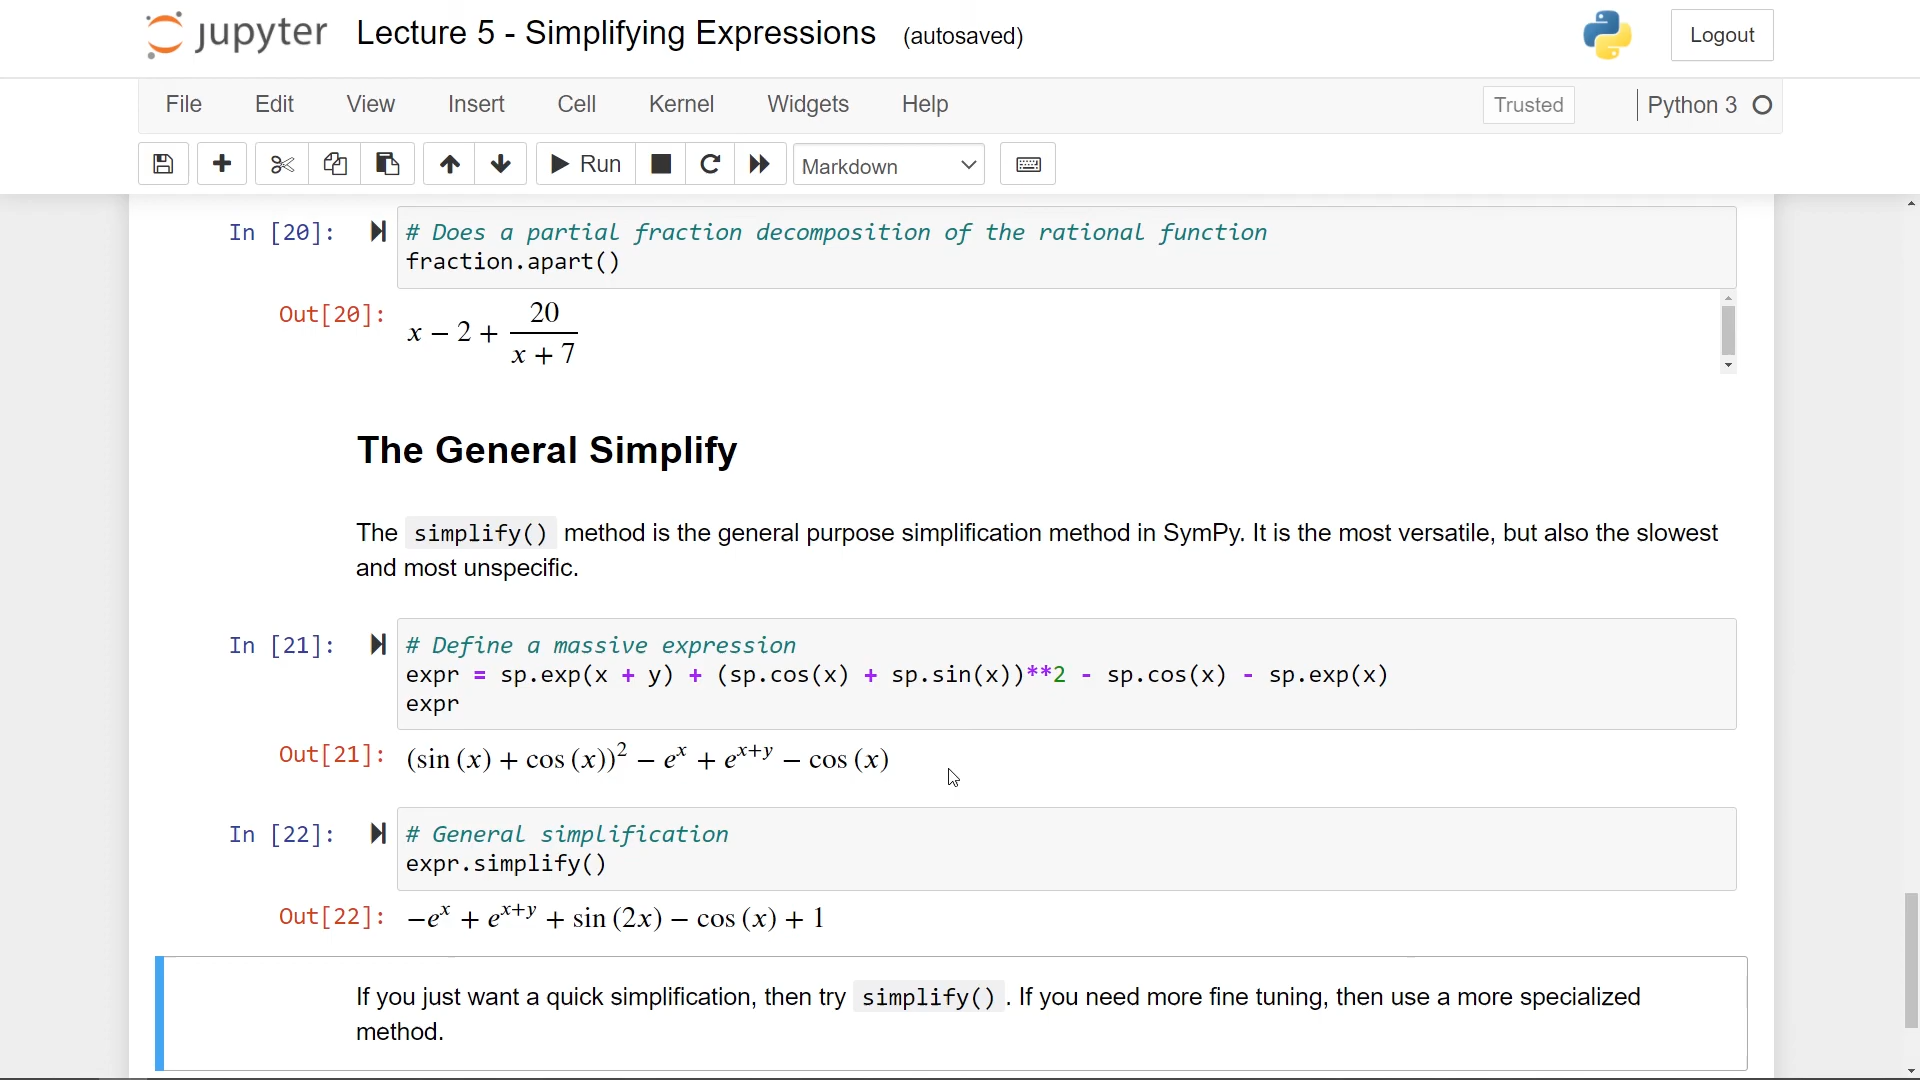 jupyter Lecture 5 - Simplifying Expressions (autosaved) Logout
File Edit View Insert Cell Kernel Widgets Help Trusted Python 3
Run Markdown
In [20]: # Does a partial fraction decomposition of the rational function
fraction.apart()
Out[20]: x − 2 + 20/(x + 7)
The General Simplify
The simplify() method is the general purpose simplification method in SymPy. It is the most versatile, but also the slowest
and most unspecific.
In [21]: # Define a massive expression
expr = sp.exp(x + y) + (sp.cos(x) + sp.sin(x))**2 - sp.cos(x) - sp.exp(x)
expr
Out[21]: (sin (x) + cos (x))² − eˣ + eˣ⁺ʸ − cos (x)
In [22]: # General simplification
expr.simplify()
Out[22]: −eˣ + eˣ⁺ʸ + sin (2x) − cos (x) + 1
If you just want a quick simplification, then try simplify() . If you need more fine tuning, then use a more specialized
method.